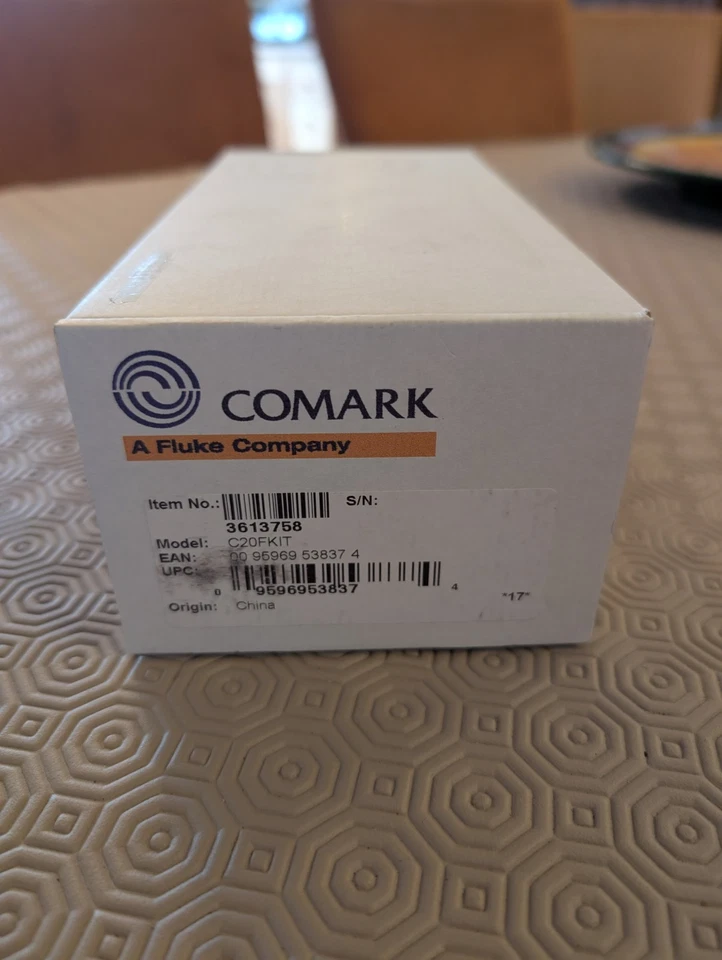 COMARK
A Fluke Company
Item No.: S/N:
3613758
Model: C20FKIT
EAN: 00 95969 53837 4
UPC:
0 9596953837 4
Origin: China
"17"